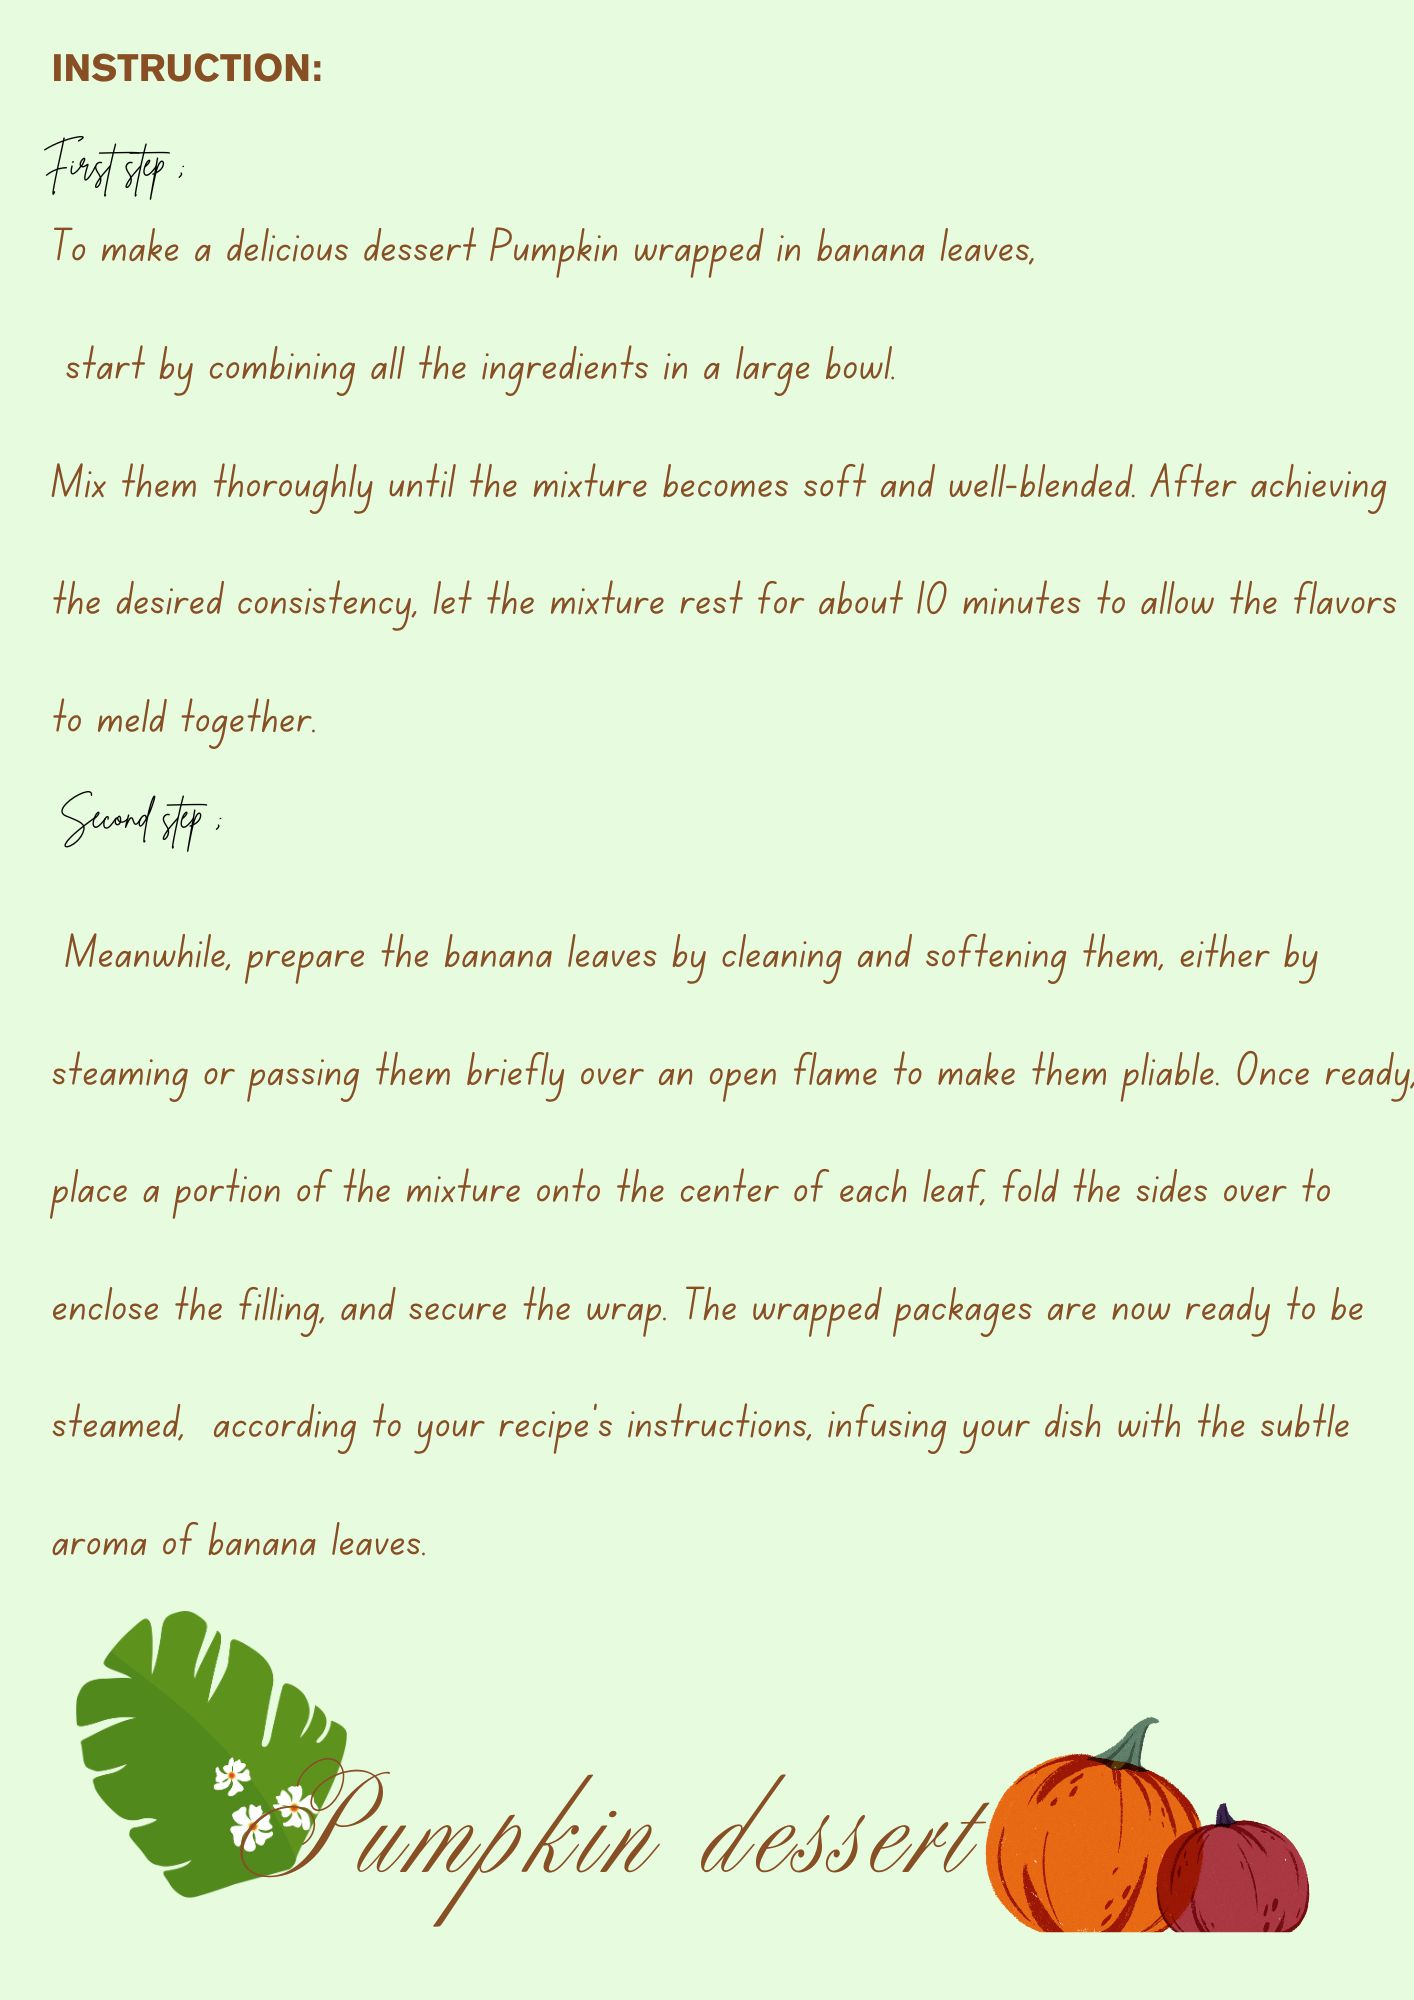 INSTRUCTION:
First step ;
To make a delicious dessert Pumpkin wrapped in banana leaves,
start by combining all the ingredients in a large bowl.
Mix them thoroughly until the mixture becomes soft and well-blended. After achieving
the desired consistency, let the mixture rest for about 10 minutes to allow the flavors
to meld together.
Second step ;
Meanwhile, prepare the banana leaves by cleaning and softening them, either by
steaming or passing them briefly over an open flame to make them pliable. Once ready,
place a portion of the mixture onto the center of each leaf, fold the sides over to
enclose the filling, and secure the wrap. The wrapped packages are now ready to be
steamed, according to your recipe's instructions, infusing your dish with the subtle
aroma of banana leaves.
Pumpkin dessert